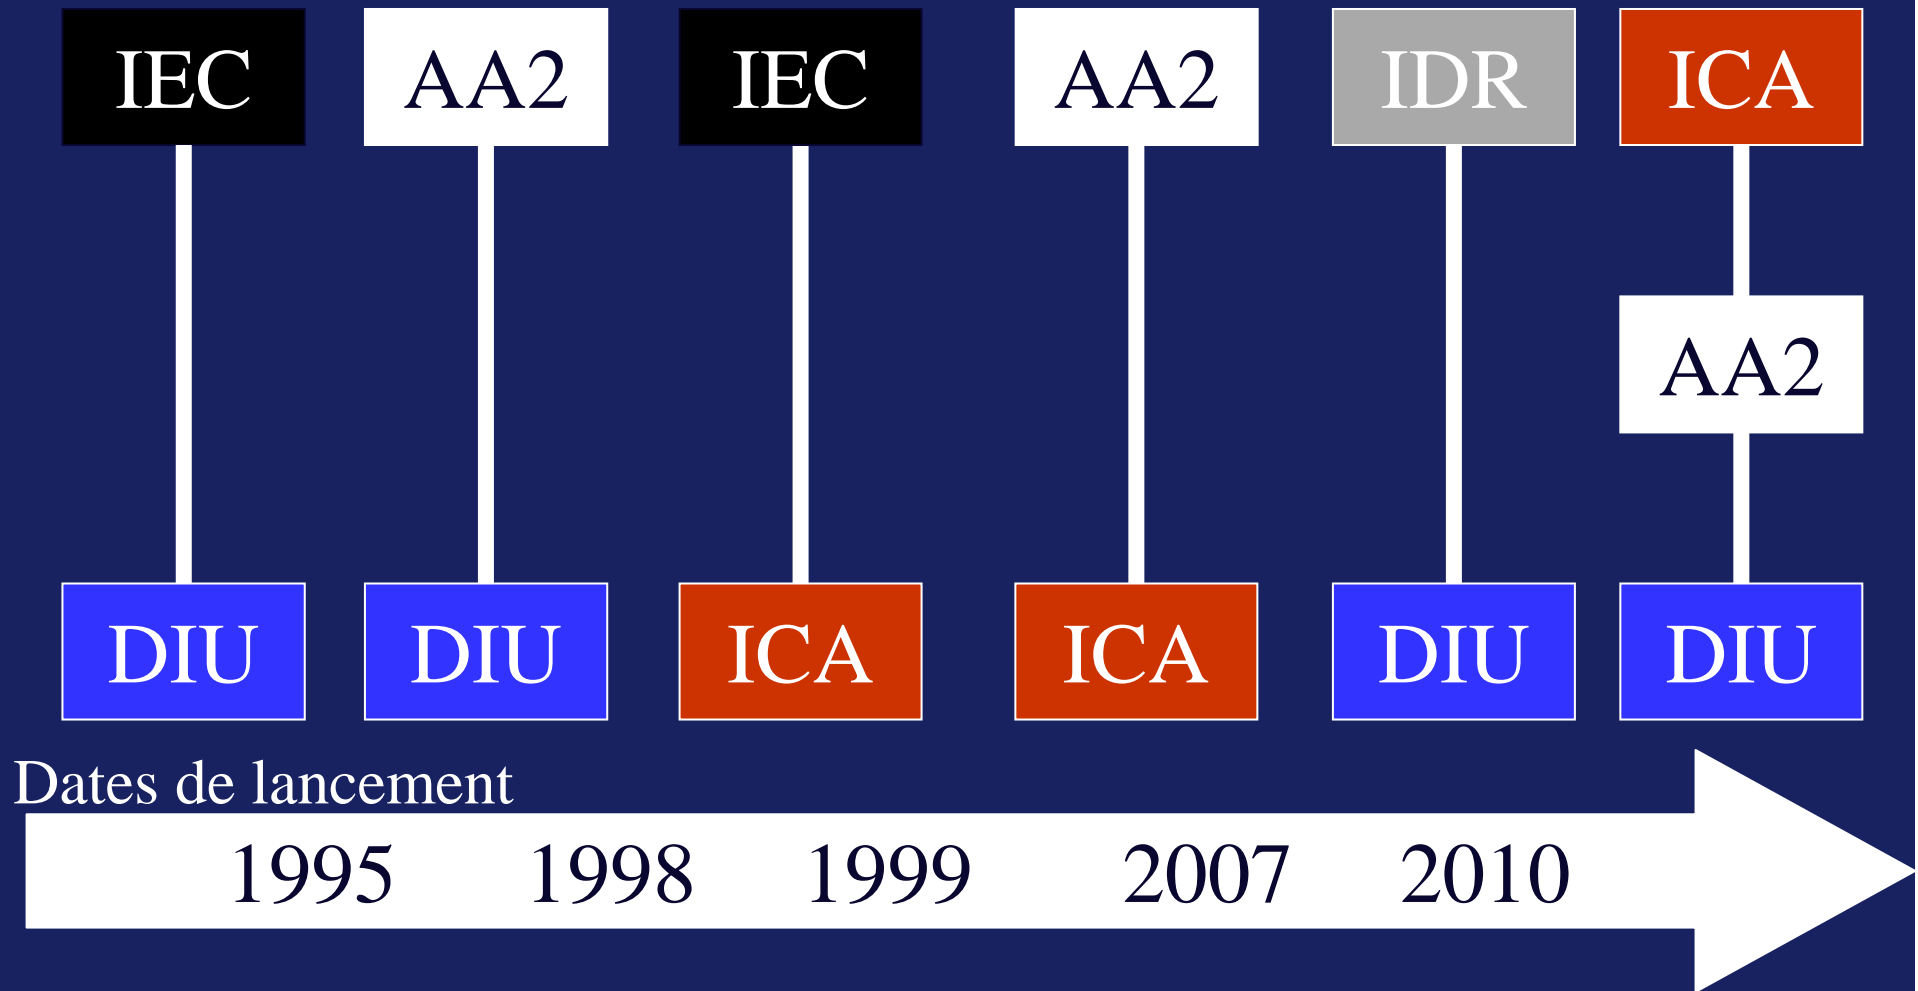 IEC AA2 IEC AA2 IDR ICA
AA2
DIU DIU ICA ICA DIU DIU
Dates de lancement
1995 1998 1999 2007 2010